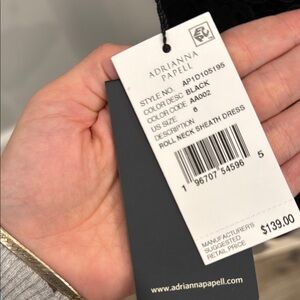 ADRIANNA
PAPELL
STYLE NO. AP1D105195
COLOR DESC BLACK
COLOR CODE AA002
US SIZE 6
DESCRIPTION
ROLL NECK SHEATH DRESS
1 96707 54596 5
MANUFACTURER'S
SUGGESTED
RETAIL PRICE $139.00
www.adriannapapell.com